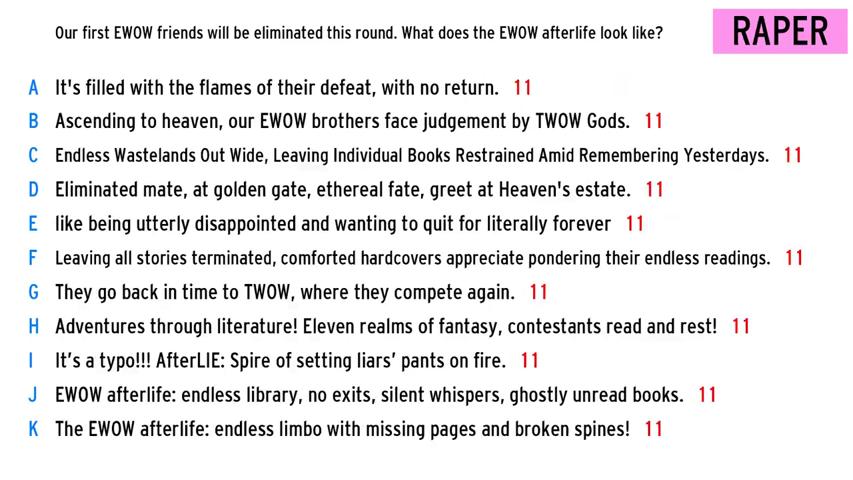 Our first EWOW friends will be eliminated this round. What does the EWOW afterlife look like?
RAPER
A It's filled with the flames of their defeat, with no return. 11
B Ascending to heaven, our EWOW brothers face judgement by TWOW Gods. 11
C Endless Wastelands Out Wide, Leaving Individual Books Restrained Amid Remembering Yesterdays. 11
D Eliminated mate, at golden gate, ethereal fate, greet at Heaven's estate. 11
E like being utterly disappointed and wanting to quit for literally forever 11
F Leaving all stories terminated, comforted hardcovers appreciate pondering their endless readings. 11
G They go back in time to TWOW, where they compete again. 11
H Adventures through literature! Eleven realms of fantasy, contestants read and rest! 11
I It’s a typo!!! AfterLIE: Spire of setting liars’ pants on fire. 11
J EWOW afterlife: endless library, no exits, silent whispers, ghostly unread books. 11
K The EWOW afterlife: endless limbo with missing pages and broken spines! 11